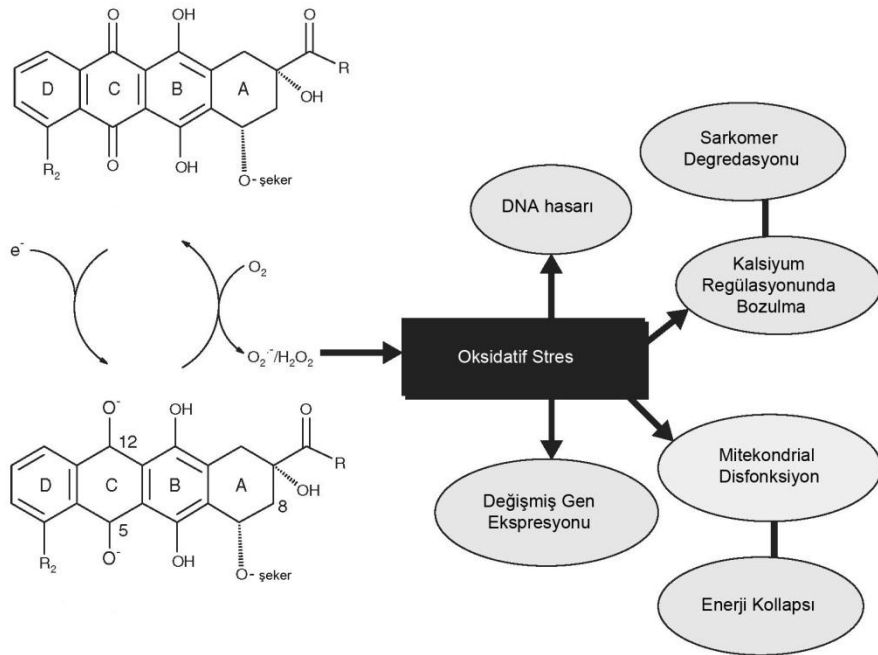 O
OH
O
D
C
B
A
R
OH
R₂
O
OH
O- şeker
e⁻
O₂
O₂·⁻/H₂O₂
O⁻
12
OH
O
D
C
B
A
R
OH
8
5
R₂
O⁻
OH
O- şeker
Oksidatif Stres
DNA hasarı
Sarkomer
Degredasyonu
Kalsiyum
Regülasyonunda
Bozulma
Mitekondrial
Disfonksiyon
Enerji Kollapsı
Değişmiş Gen
Ekspresyonu